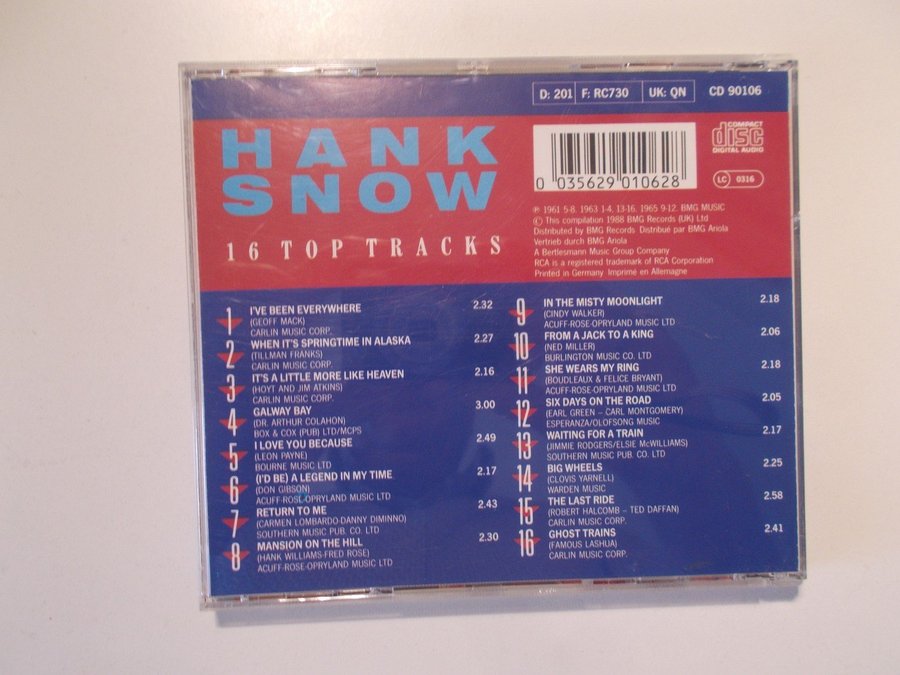 D: 201 F: RC730 UK: QN CD 90106
HANK
SNOW
16 TOP TRACKS
0 035629 010628
COMPACT
disc
DIGITAL AUDIO
LC 0316
℗ 1961 5-8, 1963 1-4, 13-16, 1965 9-12. BMG MUSIC
© This compilation 1988 BMG Records (UK) Ltd
Distributed by BMG Records Distribué par BMG Ariola
Vertrieb durch BMG Ariola
A Bertlesmann Music Group Company
RCA is a registered trademark of RCA Corporation
Printed in Germany Imprimé en Allemagne
1 I'VE BEEN EVERYWHERE 2.32
(GEOFF MACK)
CARLIN MUSIC CORP.
2 WHEN IT'S SPRINGTIME IN ALASKA 2.27
(TILLMAN FRANKS)
CARLIN MUSIC CORP.
3 IT'S A LITTLE MORE LIKE HEAVEN 2.16
(HOYT AND JIM ATKINS)
CARLIN MUSIC CORP.
4 GALWAY BAY 3.00
(DR. ARTHUR COLAHON)
BOX & COX (PUB) LTD/MCPS
5 I LOVE YOU BECAUSE 2.49
(LEON PAYNE)
BOURNE MUSIC LTD
6 (I'D BE) A LEGEND IN MY TIME 2.17
(DON GIBSON)
ACUFF-ROSE-OPRYLAND MUSIC LTD
7 RETURN TO ME 2.43
(CARMEN LOMBARDO-DANNY DIMINNO)
SOUTHERN MUSIC PUB. CO. LTD
8 MANSION ON THE HILL 2.30
(HANK WILLIAMS-FRED ROSE)
ACUFF-ROSE-OPRYLAND MUSIC LTD
9 IN THE MISTY MOONLIGHT 2.18
(CINDY WALKER)
ACUFF-ROSE-OPRYLAND MUSIC LTD
10 FROM A JACK TO A KING 2.06
(NED MILLER)
BURLINGTON MUSIC CO. LTD
11 SHE WEARS MY RING 2.18
(BOUDLEAUX & FELICE BRYANT)
ACUFF-ROSE-OPRYLAND MUSIC LTD
12 SIX DAYS ON THE ROAD 2.05
(EARL GREEN – CARL MONTGOMERY)
ESPERANZA/OLOFSONG MUSIC
13 WAITING FOR A TRAIN 2.17
(JIMMIE RODGERS/ELSIE McWILLIAMS)
SOUTHERN MUSIC PUB. CO. LTD
14 BIG WHEELS 2.25
(CLOVIS YARNELL)
WARDEN MUSIC
15 THE LAST RIDE 2.58
(ROBERT HALCOMB – TED DAFFAN)
CARLIN MUSIC CORP.
16 GHOST TRAINS 2.41
(FAMOUS LASHUA)
CARLIN MUSIC CORP.